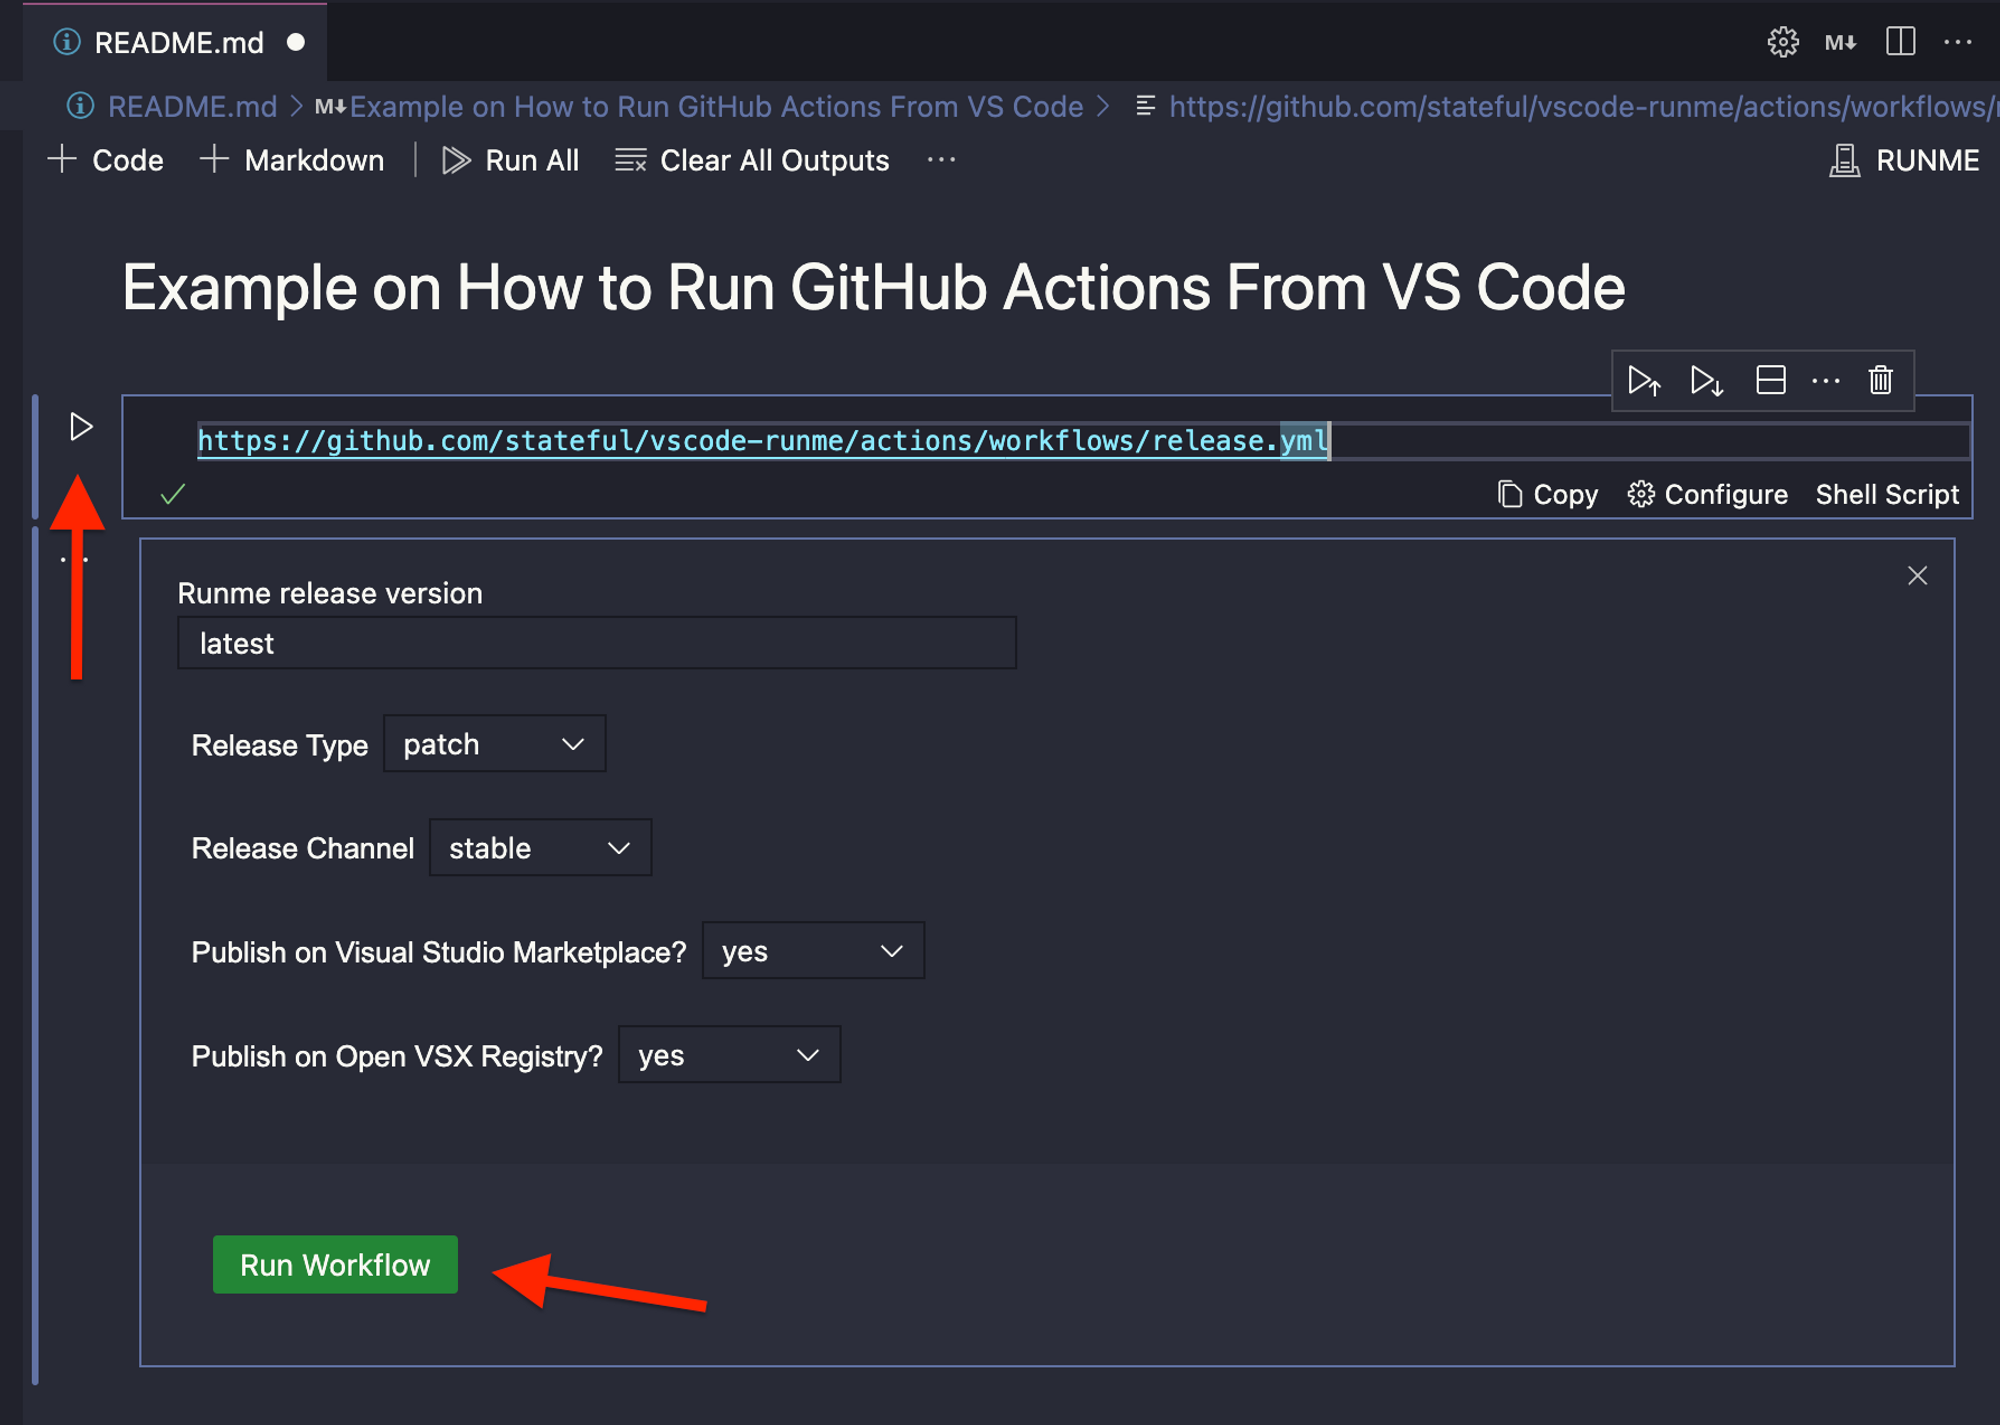 README.md
M↓
README.md > M↓ Example on How to Run GitHub Actions From VS Code > https://github.com/stateful/vscode-runme/actions/workflows/
+ Code + Markdown | Run All Clear All Outputs ... RUNME
Example on How to Run GitHub Actions From VS Code
https://github.com/stateful/vscode-runme/actions/workflows/release.yml
Copy Configure Shell Script
Runme release version
latest
Release Type patch
Release Channel stable
Publish on Visual Studio Marketplace? yes
Publish on Open VSX Registry? yes
Run Workflow